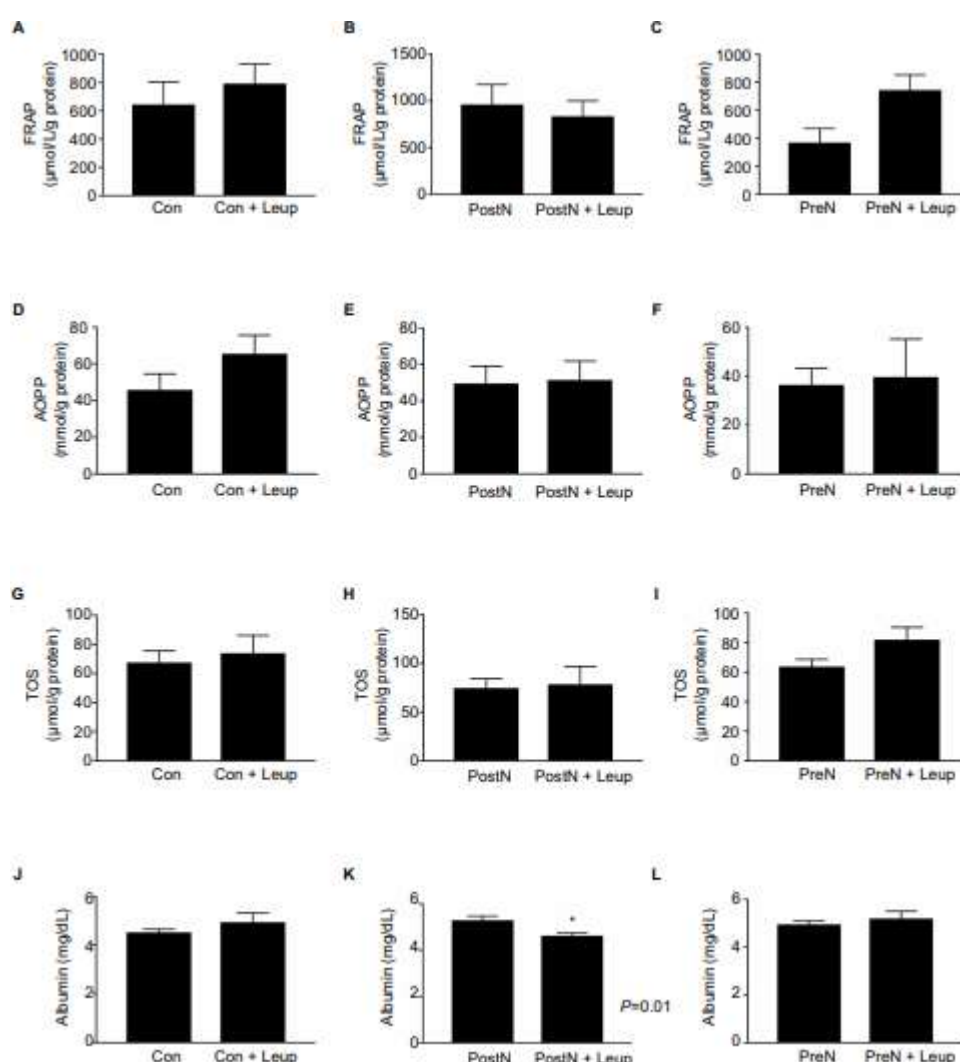 A
FRAP
(µmol/L/g protein)
1000
800
600
400
200
0
Con
Con + Leup
B
FRAP
(µmol/L/g protein)
1500
1000
500
0
PostN
PostN + Leup
C
FRAP
(µmol/L/g protein)
1000
800
600
400
200
0
PreN
PreN + Leup
D
AOPP
(mmol/g protein)
80
60
40
20
0
Con
Con + Leup
E
AOPP
(mmol/g protein)
80
60
40
20
0
PostN
PostN + Leup
F
AOPP
(mmol/g protein)
60
40
20
0
PreN
PreN + Leup
G
TOS
(µmol/g protein)
100
80
60
40
20
0
Con
Con + Leup
H
TOS
(µmol/g protein)
150
100
50
0
PostN
PostN + Leup
I
TOS
(µmol/g protein)
100
80
60
40
20
0
PreN
PreN + Leup
J
Albumin (mg/dL)
6
4
2
0
Con
Con + Leup
K
Albumin (mg/dL)
6
4
2
0
*
P=0.01
PostN
PostN + Leup
L
Albumin (mg/dL)
6
4
2
0
PreN
PreN + Leup